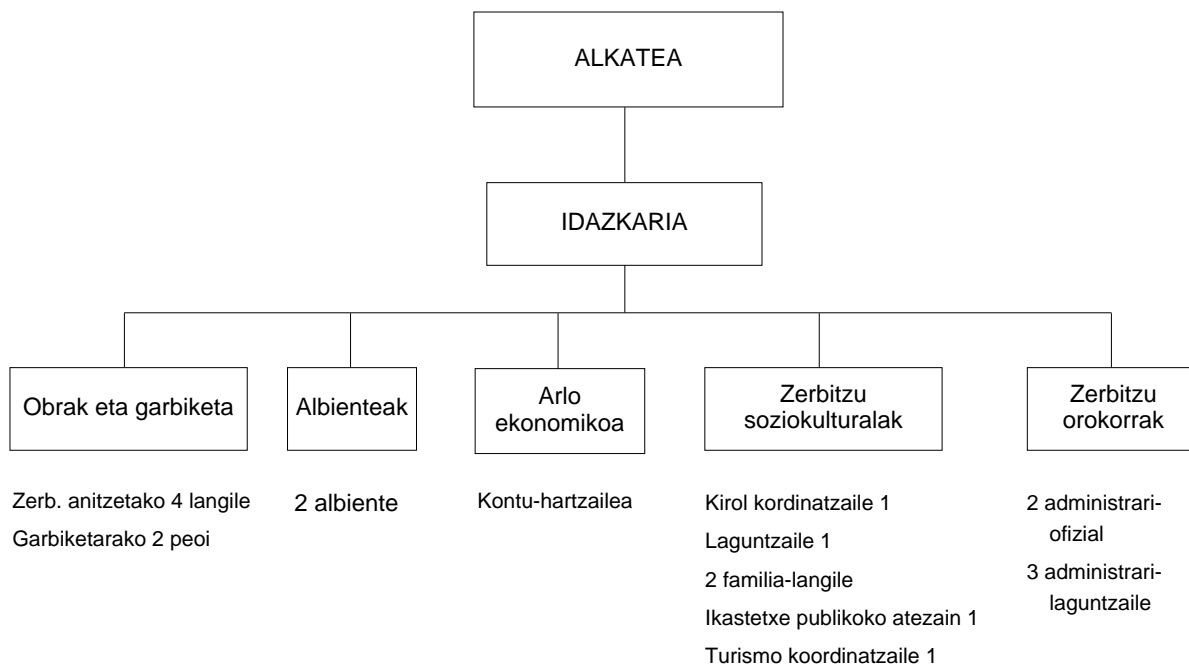 ALKATEA
IDAZKARIA
Obrak eta garbiketa
Albienteak
Arlo
ekonomikoa
Zerbitzu
soziokulturalak
Zerbitzu
orokorrak
Zerb. anitzetako 4 langile
Garbiketarako 2 peoi
2 albiente
Kontu-hartzailea
Kirol kordinatzaile 1
Laguntzaile 1
2 familia-langile
Ikastetxe publikoko atezain 1
Turismo koordinatzaile 1
2 administrari-
ofizial
3 administrari-
laguntzaile